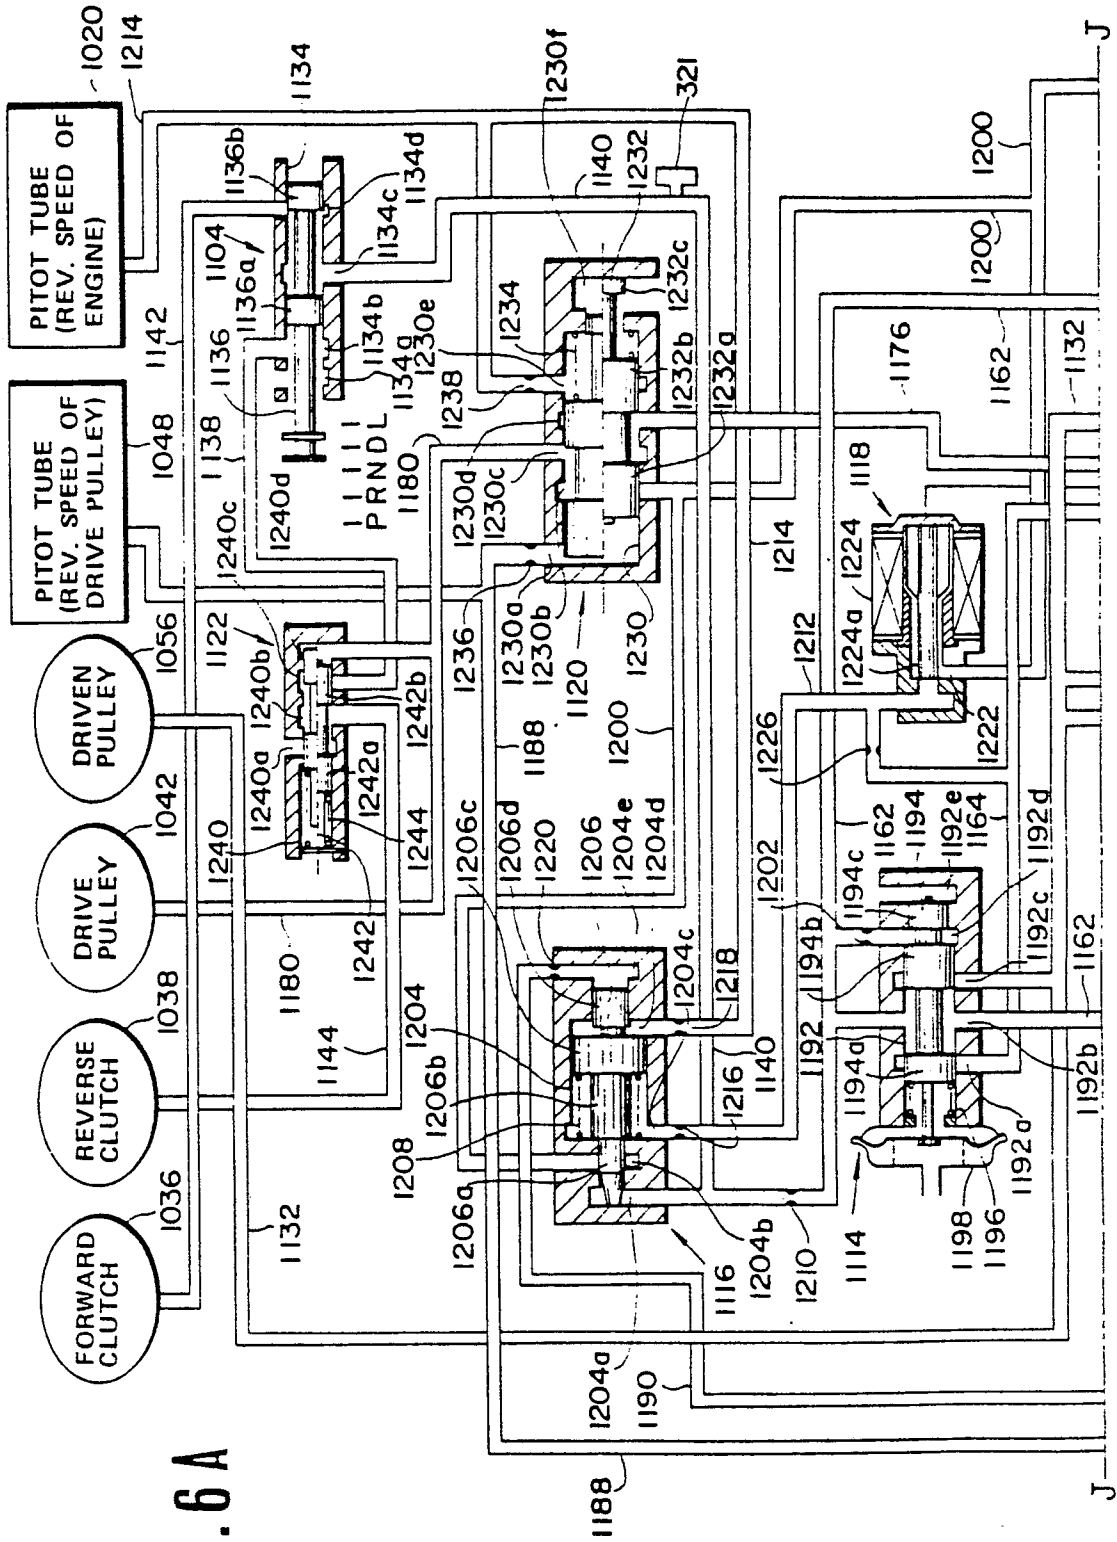 PITOT TUBE
(REV. SPEED OF
ENGINE)
1020
1214
PITOT TUBE
(REV. SPEED OF
DRIVE PULLEY)
1048
DRIVEN
PULLEY
1056
DRIVE
PULLEY
1042
REVERSE
CLUTCH
1038
FORWARD
CLUTCH
1036
1134
1136b
1104
1136a
1142
1136
1138
1134d
1134c
1134b
1134a
PRNDL
1240d
1240c
1122
1240b
1240a
1240
1242b
1242a
1244
1242
1180
1144
1132
1230f
1232
1140
321
1232c
1234
1230e
1238
1180
1230d
1230c
1232b
1232a
1236
1230a
1230b
1120
1230
1188
1200
1214
1176
1200
1200
1162
1132
1118
1224
1224a
1212
1222
1226
1206c
1206d
1220
1206
1204e
1204d
1204
1206b
1208
1206a
1204c
1218
1216
1140
1204b
1116
1210
1204a
1190
1188
1202
1162
1194
1192e
1164
1194c
1194b
1192d
1192c
1192
1194a
1162
1192b
1192a
1196
1198
1114
J
J
. 6 A